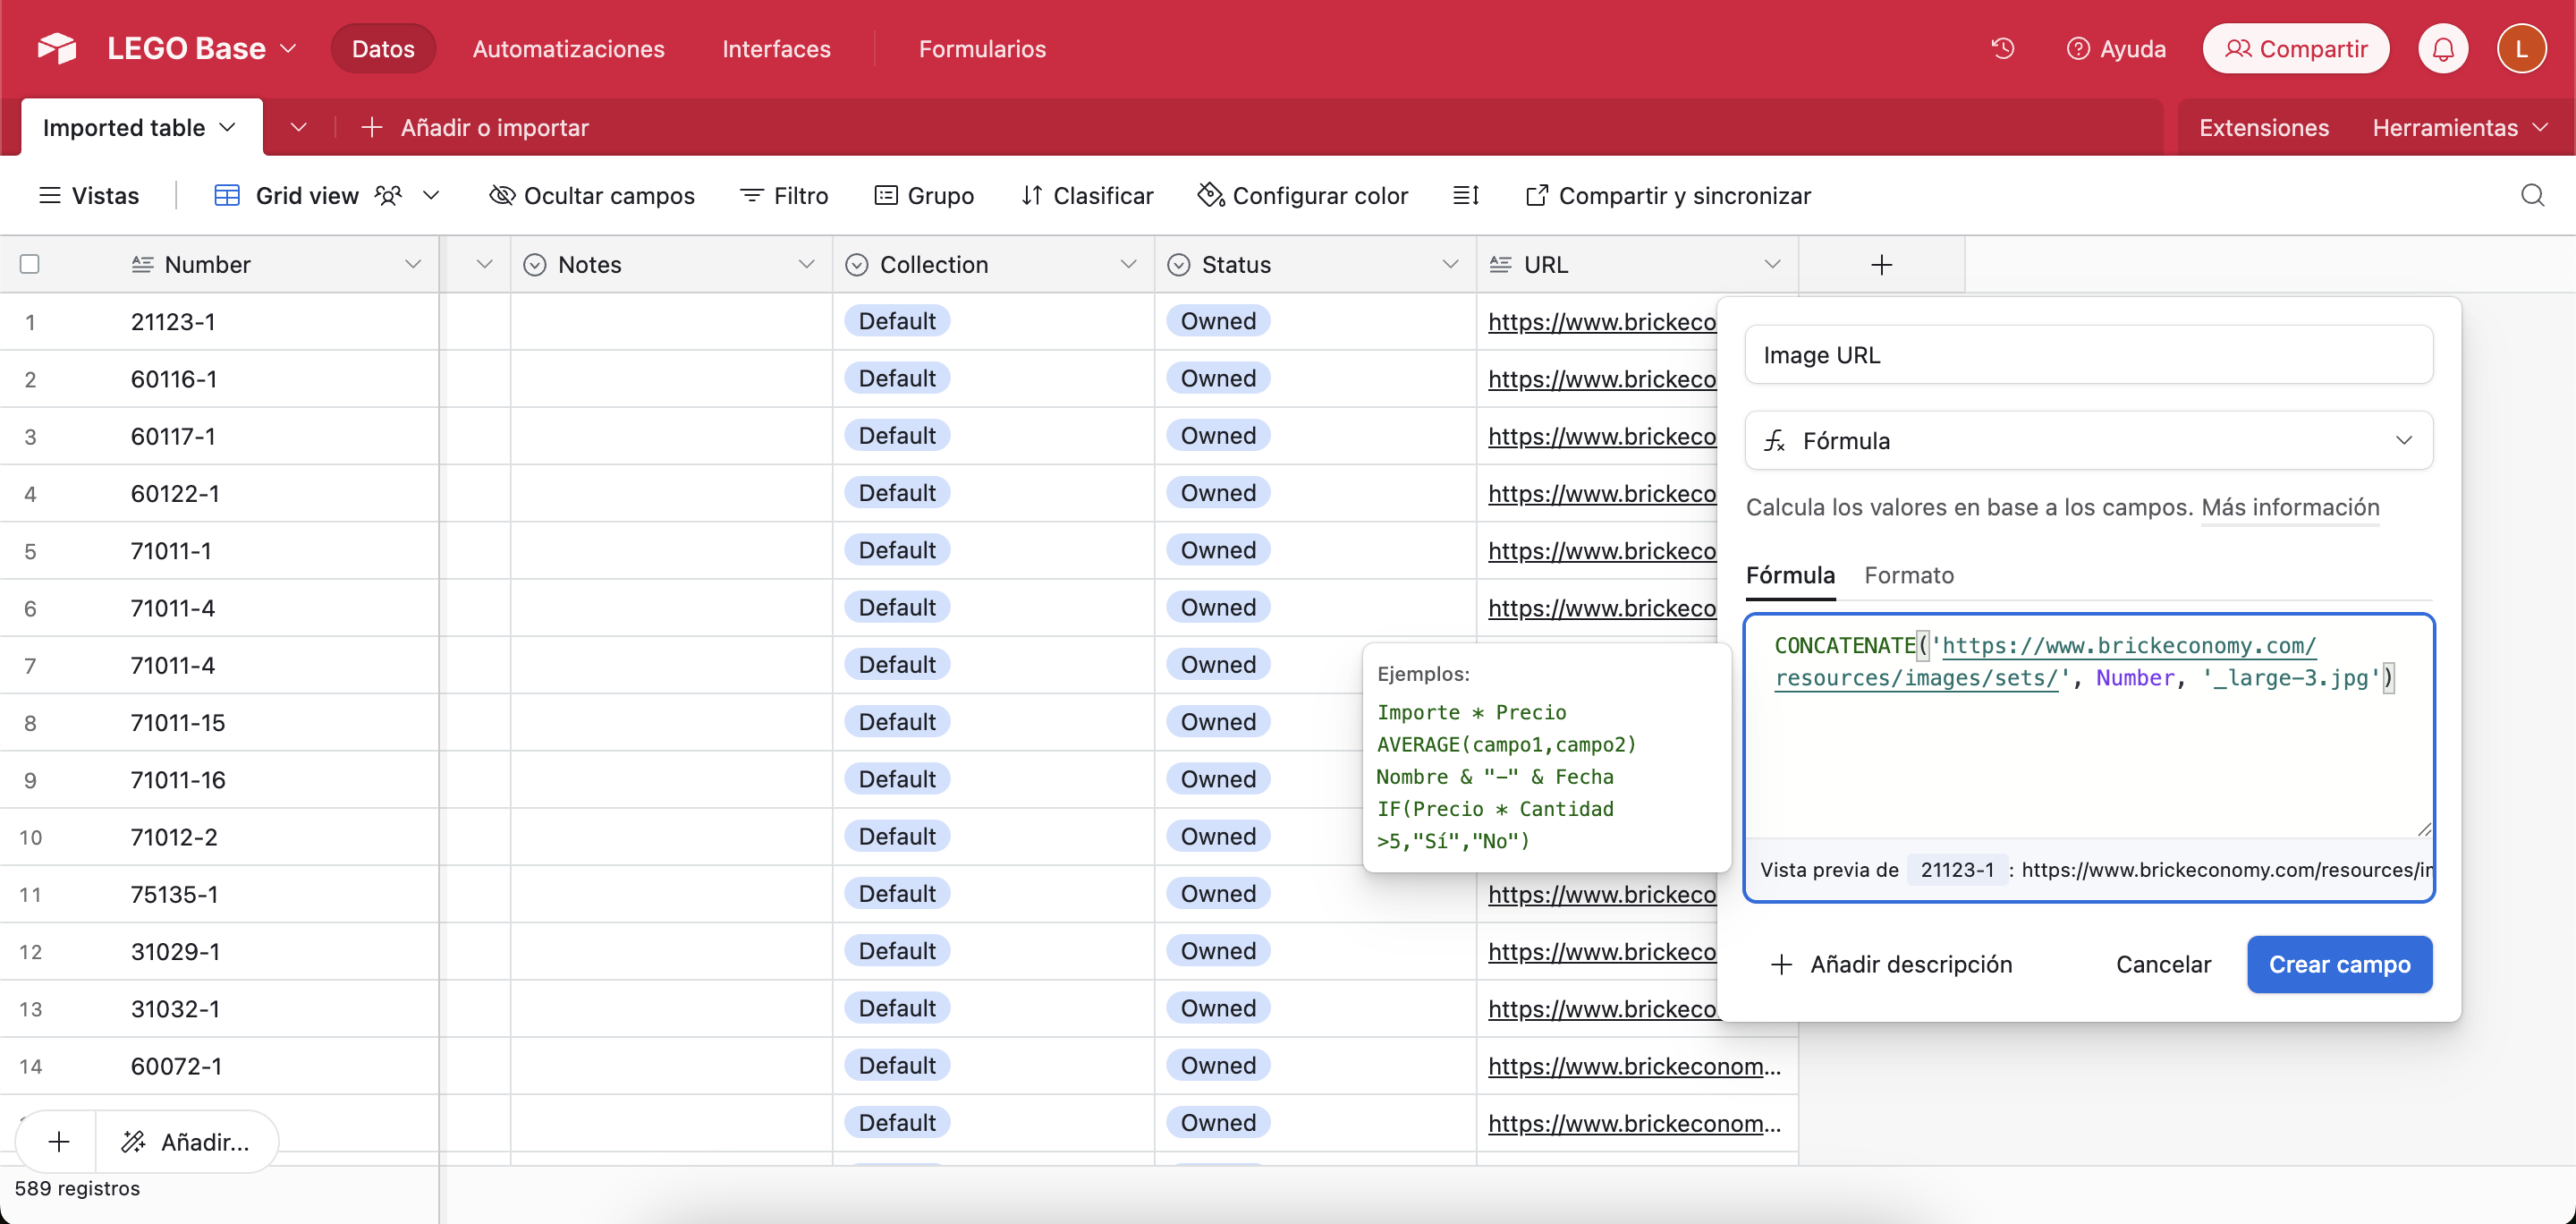 LEGO Base
Datos
Automatizaciones
Interfaces
Formularios
Ayuda
Compartir
L
Imported table
Añadir o importar
Extensiones
Herramientas
Vistas
Grid view
Ocultar campos
Filtro
Grupo
Clasificar
Configurar color
Compartir y sincronizar
Number
Notes
Collection
Status
URL
1 21123-1 Default Owned https://www.brickeco
2 60116-1 Default Owned https://www.brickeco
3 60117-1 Default Owned https://www.brickeco
4 60122-1 Default Owned https://www.brickeco
5 71011-1 Default Owned https://www.brickeco
6 71011-4 Default Owned https://www.brickeco
7 71011-4 Default Owned
8 71011-15 Default Owned
9 71011-16 Default Owned
10 71012-2 Default Owned
11 75135-1 Default Owned https://www.brickeco
12 31029-1 Default Owned https://www.brickeco
13 31032-1 Default Owned https://www.brickeco
14 60072-1 Default Owned https://www.brickeconom...
Default Owned https://www.brickeconom...
Añadir...
589 registros
Image URL
Fórmula
Calcula los valores en base a los campos. Más información
Fórmula
Formato
CONCATENATE('https://www.brickeconomy.com/
resources/images/sets/', Number, '_large-3.jpg')
Vista previa de 21123-1 : https://www.brickeconomy.com/resources/
Añadir descripción
Cancelar
Crear campo
Ejemplos:
Importe * Precio
AVERAGE(campo1,campo2)
Nombre & "-" & Fecha
IF(Precio * Cantidad
>5,"Sí","No")